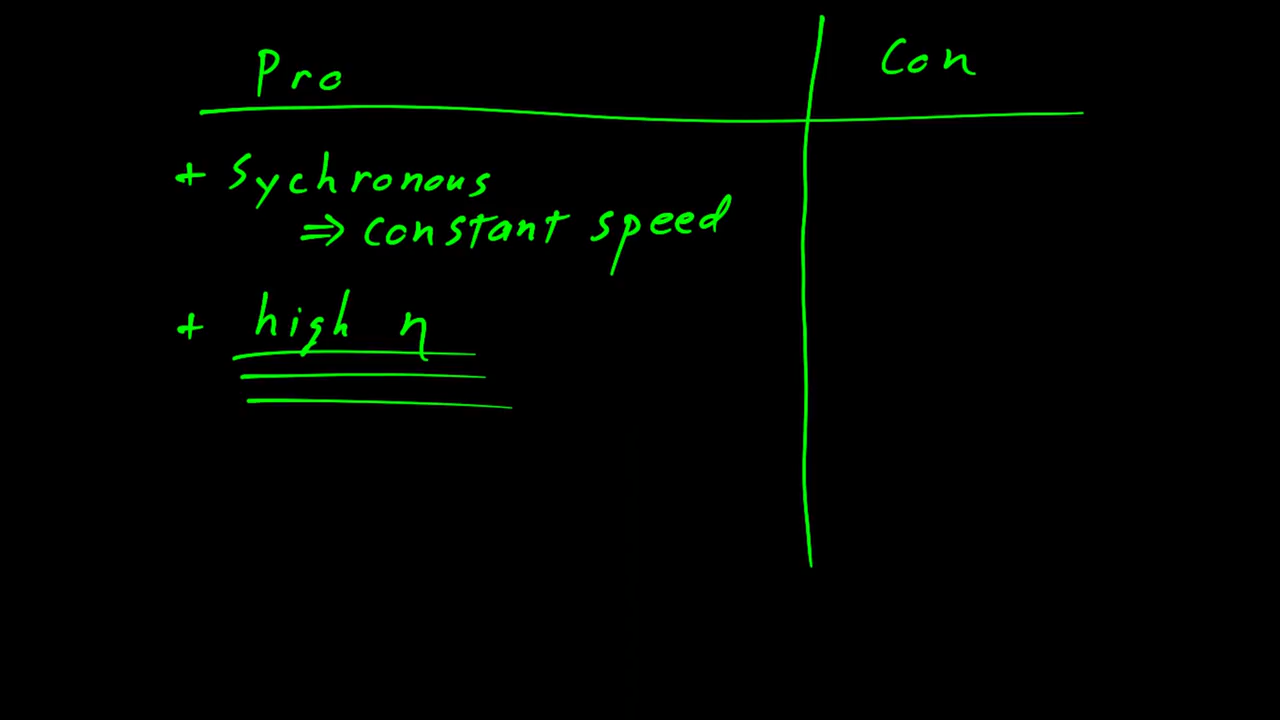 Pro
Con
+ Sychronous
⇒ constant speed
+ high η